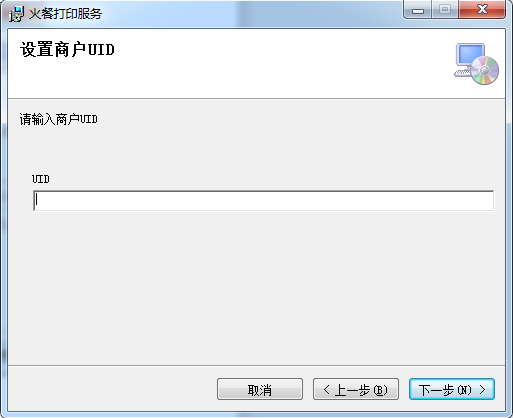 火餐打印服务
设置商户UID
请输入商户UID
UID
取消
< 上一步(B)
下一步(N) >